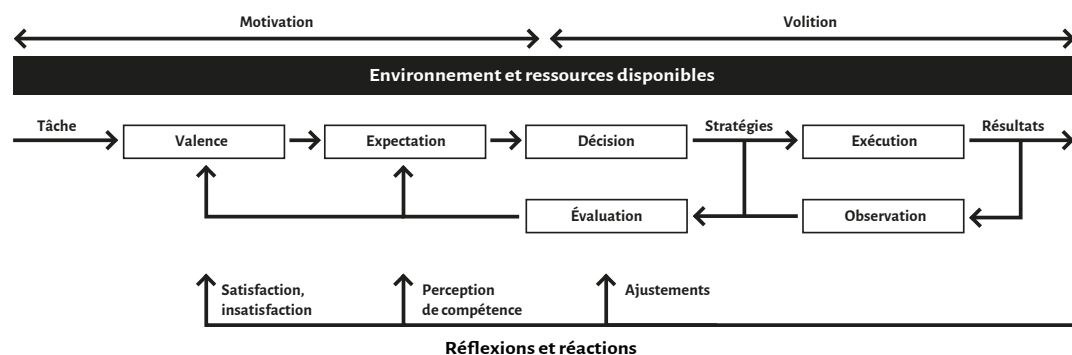 Motivation
Volition
Environnement et ressources disponibles
Tâche
Valence
Expectation
Décision
Stratégies
Exécution
Résultats
Évaluation
Observation
Satisfaction,
insatisfaction
Perception
de compétence
Ajustements
Réflexions et réactions